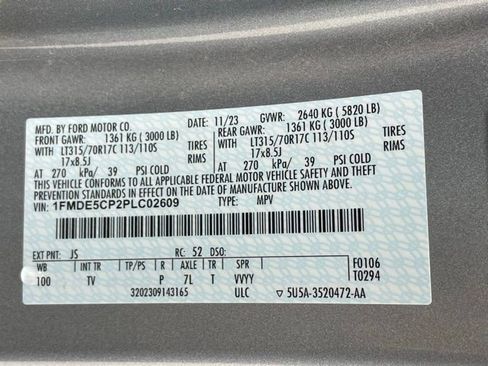 MFD. BY FORD MOTOR CO.
11/23 GVWR: 2640 KG ( 5820 LB)
FRONT GAWR: 1361 KG ( 3000 LB) REAR GAWR: 1361 KG ( 3000 LB)
WITH LT315/70R17C 113/110S TIRES WITH LT315/70R17C 113/110S TIRES
17x8.5J RIMS 17x8.5J RIMS
AT 270 kPa/ 39 PSI COLD AT 270 kPa/ 39 PSI COLD
THIS VEHICLE CONFORMS TO ALL APPLICABLE FEDERAL MOTOR VEHICLE SAFETY AND THEFT
PREVENTION STANDARDS IN EFFECT ON THE DATE OF MANUFACTURE SHOWN ABOVE.
VIN: 1FMDE5CP2PLC02609 TYPE: MPV
EXT PNT: JS RC: 52 DSO:
WB INT TR TP/PS R AXLE TR SPR F0106
100 TV P 7L T VVYY T0294
3202309143165 ULC 5U5A-3520472-AA